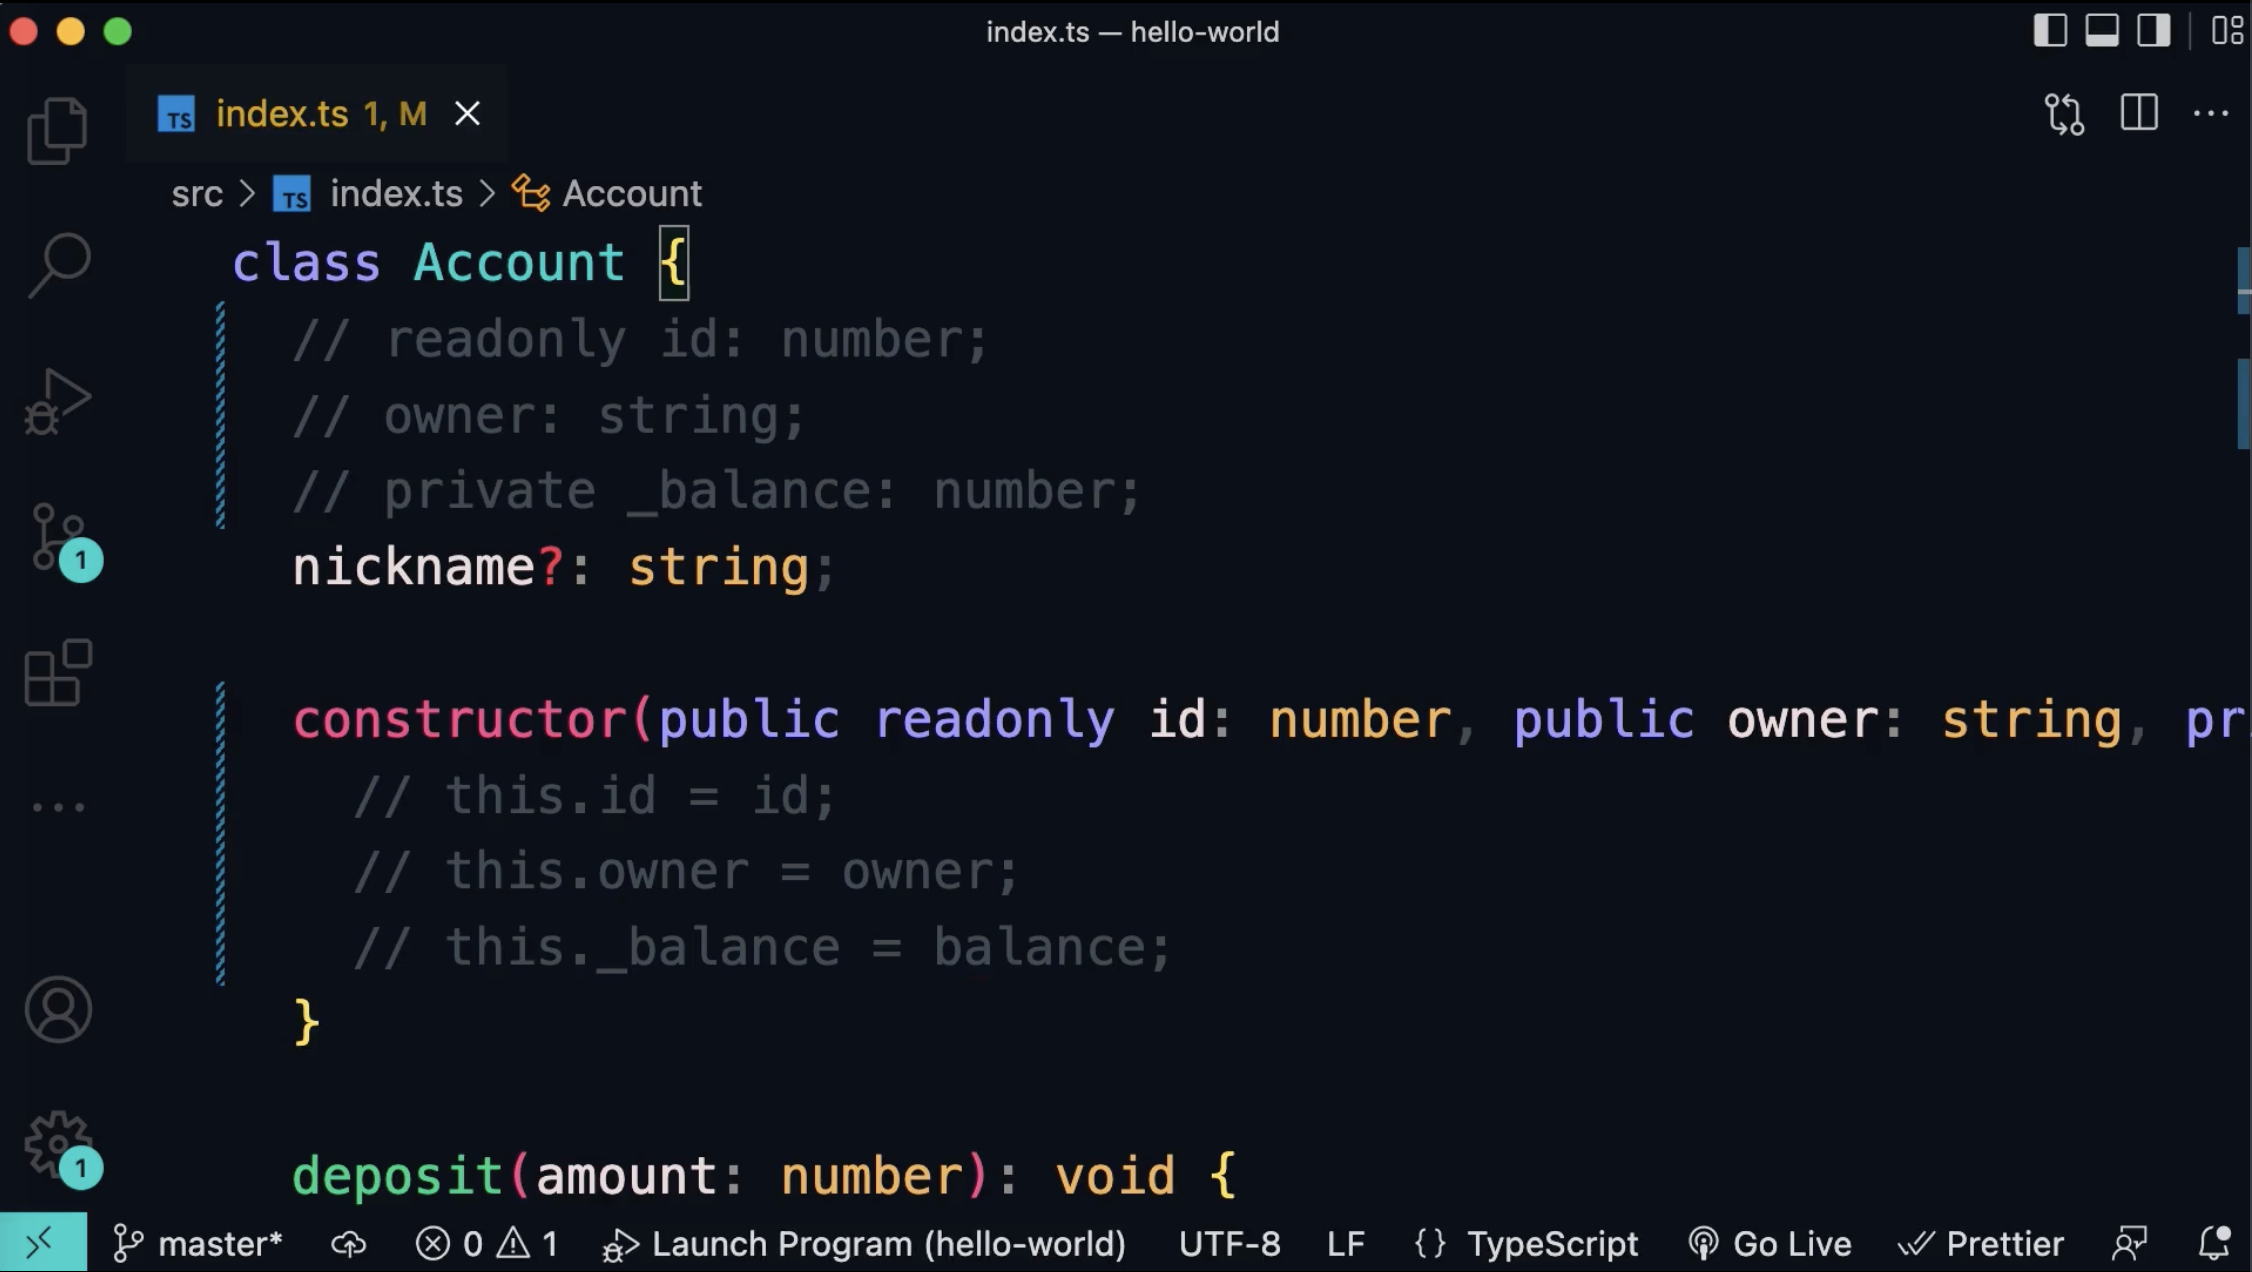 index.ts — hello-world
TS index.ts 1, M
src > TS index.ts > Account
class Account {
// readonly id: number;
// owner: string;
// private _balance: number;
nickname?: string;
constructor(public readonly id: number, public owner: string, pr
// this.id = id;
// this.owner = owner;
// this._balance = balance;
}
deposit(amount: number): void {
1
1
master* 0 1 Launch Program (hello-world) UTF-8 LF {} TypeScript Go Live Prettier